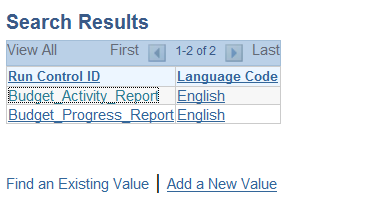 Search Results
View All First 1-2 of 2 Last
Run Control ID Language Code
Budget_Activity_Report English
Budget_Progress_Report English
Find an Existing Value | Add a New Value